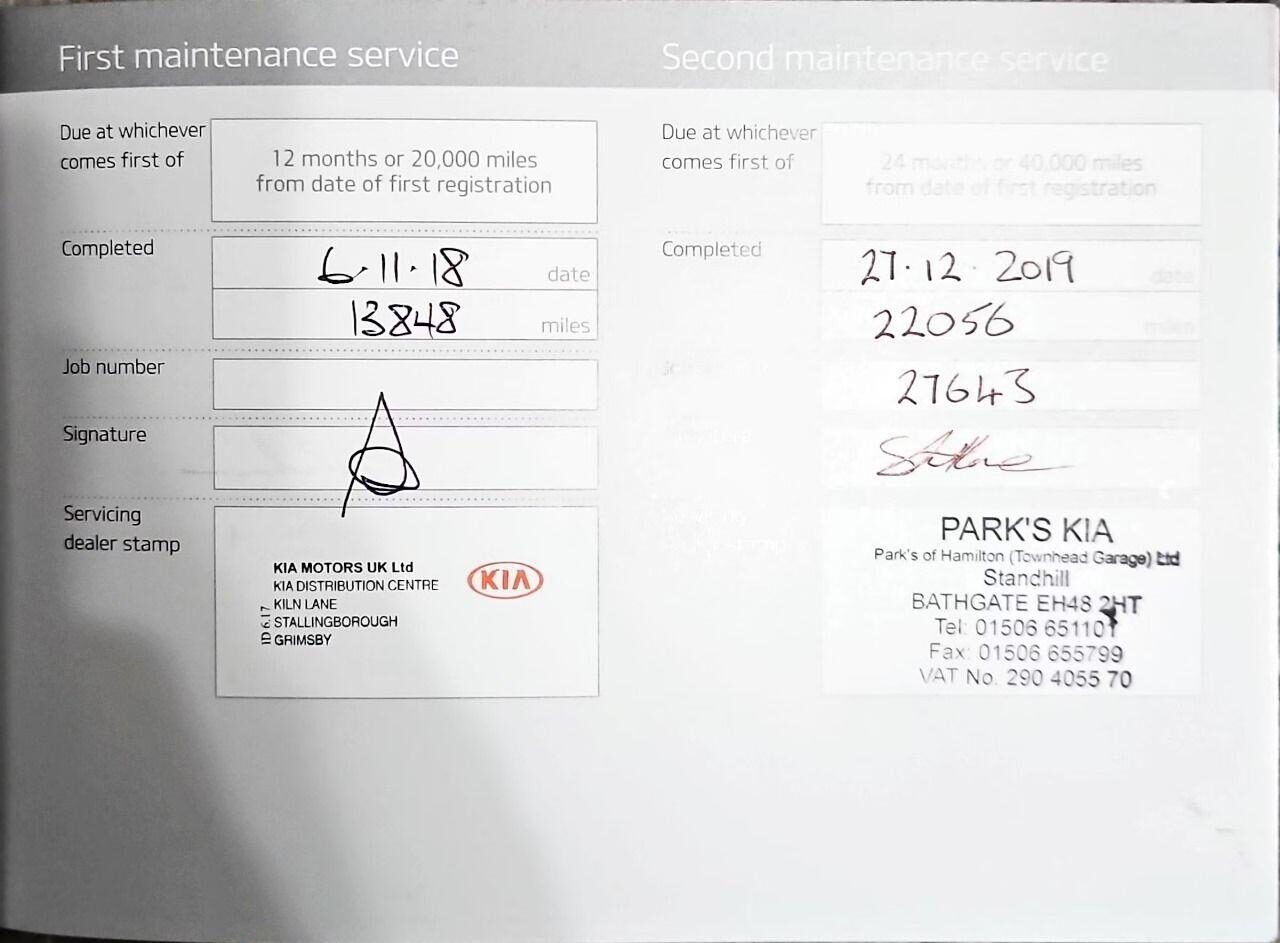 First maintenance service
Due at whichever
comes first of
12 months or 20,000 miles
from date of first registration
Completed
6.11.18 date
13848 miles
Job number
Signature
Servicing
dealer stamp
KIA MOTORS UK Ltd
KIA DISTRIBUTION CENTRE
KILN LANE
STALLINGBOROUGH
GRIMSBY
ID 617
KIA
Second maintenance service
Due at whichever
comes first of
24 months or 40,000 miles
from date of first registration
Completed
27.12.2019 date
22056 miles
27643
PARK'S KIA
Park's of Hamilton (Townhead Garage) Ltd
Standhill
BATHGATE EH48 2HT
Tel: 01506 651101
Fax: 01506 655799
VAT No. 290 4055 70